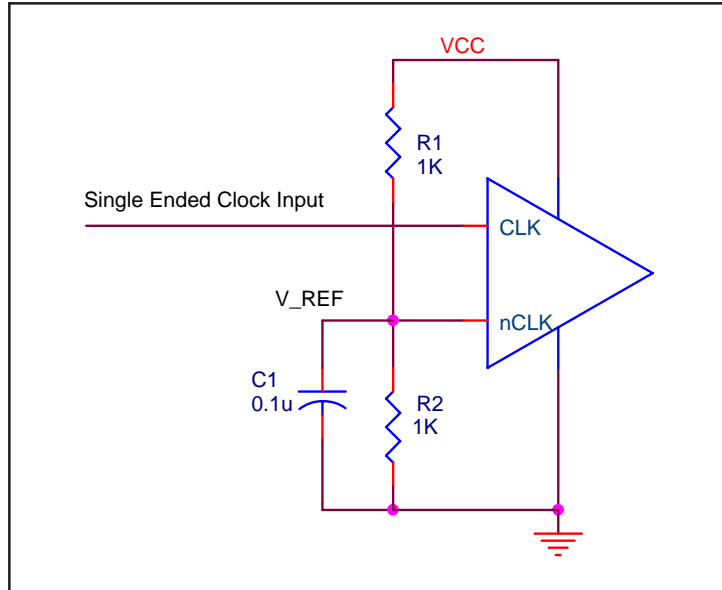 VCC
R1
1K
Single Ended Clock Input
CLK
V_REF
nCLK
C1
0.1u
R2
1K